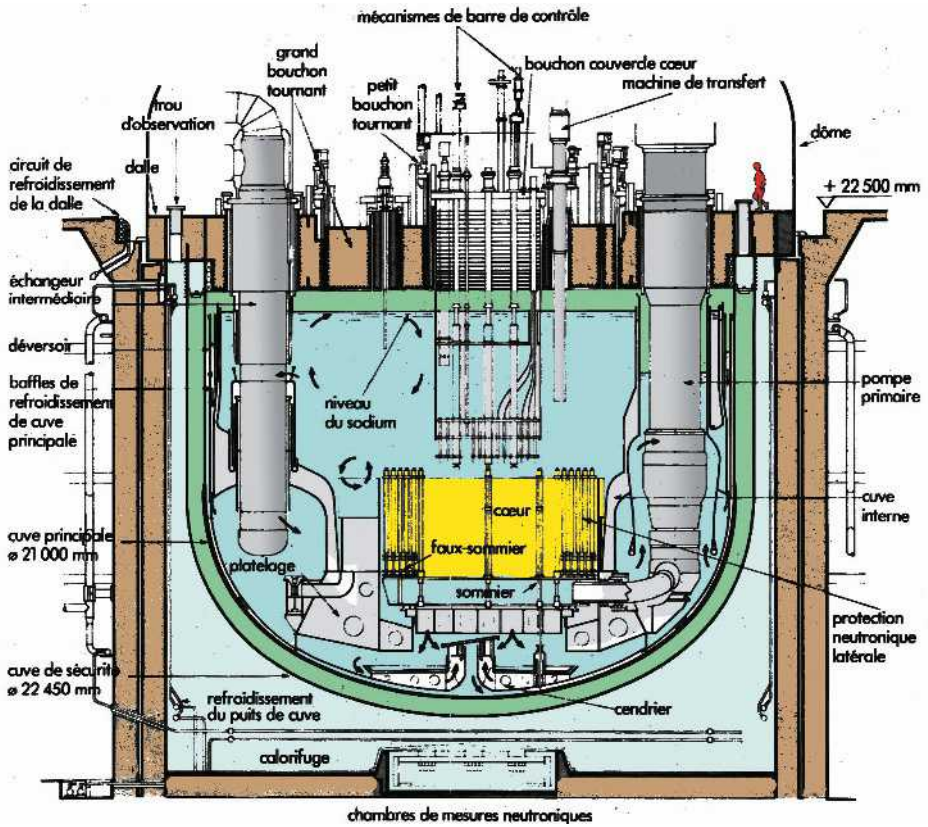 mécanismes de barre de contrôle
grand
bouchon
tournant
petit
bouchon
tournant
bouchon couvercle cœur
machine de transfert
trou
d'observation
dôme
circuit de
refroidissement
de la dalle
dalle
+ 22 500 mm
échangeur
intermédiaire
déversoir
baffles de
refroidissement
de cuve
principale
niveau
du sodium
pompe
primaire
cœur
cuve
interne
cuve principale
ø 21 000 mm
faux-sommier
platelage
sommier
protection
neutronique
latérale
cuve de sécurité
ø 22 450 mm
refroidissement
du puits de cuve
cendrier
calorifuge
chambres de mesures neutroniques